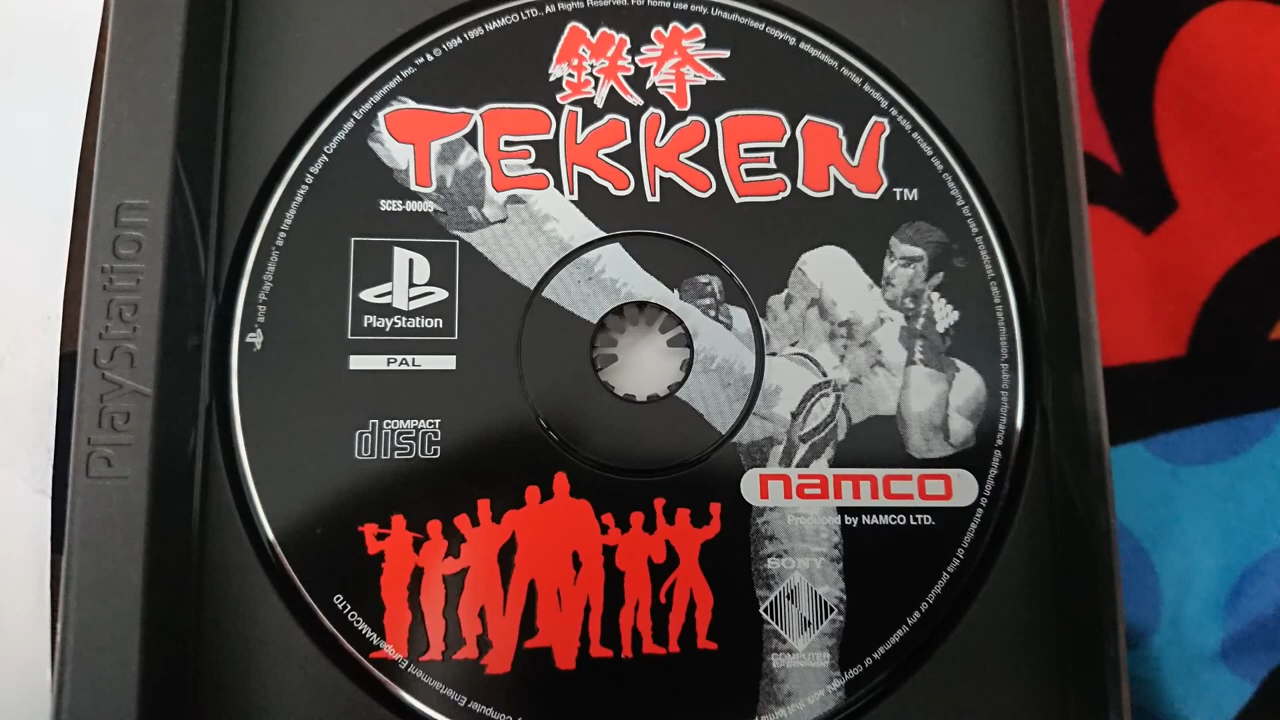 PlayStation
™ & © 1994 1995 NAMCO LTD., All Rights Reserved. For home use only. Unauthorised copying, adaptation, rental, lending, re-sale, arcade use, charging for use, broadcast, cable transmission, public performance, distribution or extraction of this product or any trademark or copyright work that forms
" and "PlayStation" are trademarks of Sony Computer Entertainment Inc.
鉄拳
TEKKEN™
SCES-00005
PlayStation
PAL
COMPACT
disc
namco
Produced by NAMCO LTD.
SONY
COMPUTER
ENTERTAINMENT
Computer Entertainment Europe/NAMCO LTD